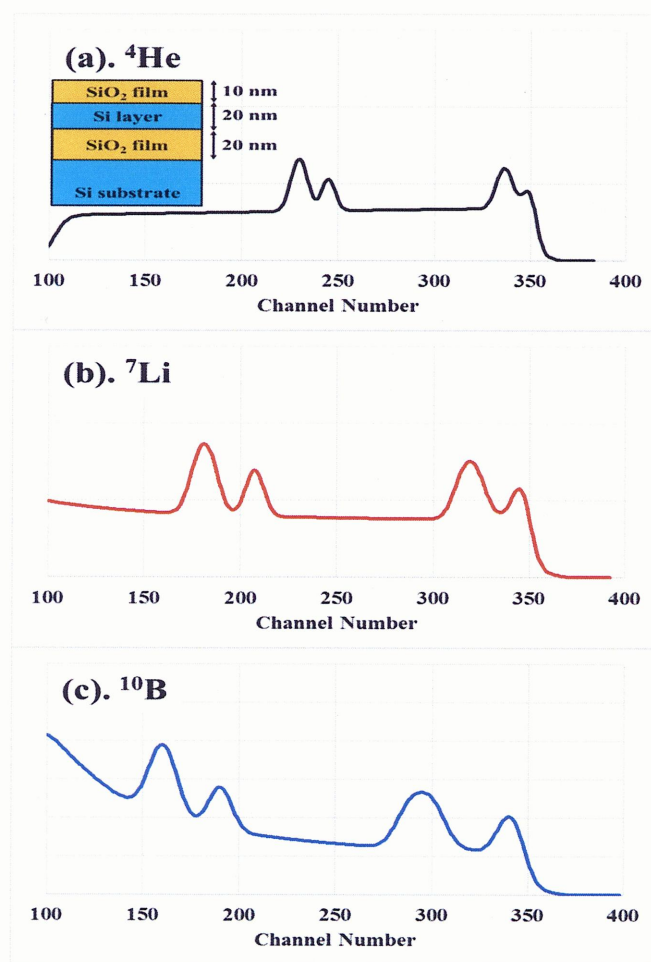 (a). ⁴He
SiO₂ film
10 nm
Si layer
20 nm
SiO₂ film
20 nm
Si substrate
100 150 200 250 300 350 400
Channel Number
(b). ⁷Li
100 150 200 250 300 350 400
Channel Number
(c). ¹⁰B
100 150 200 250 300 350 400
Channel Number